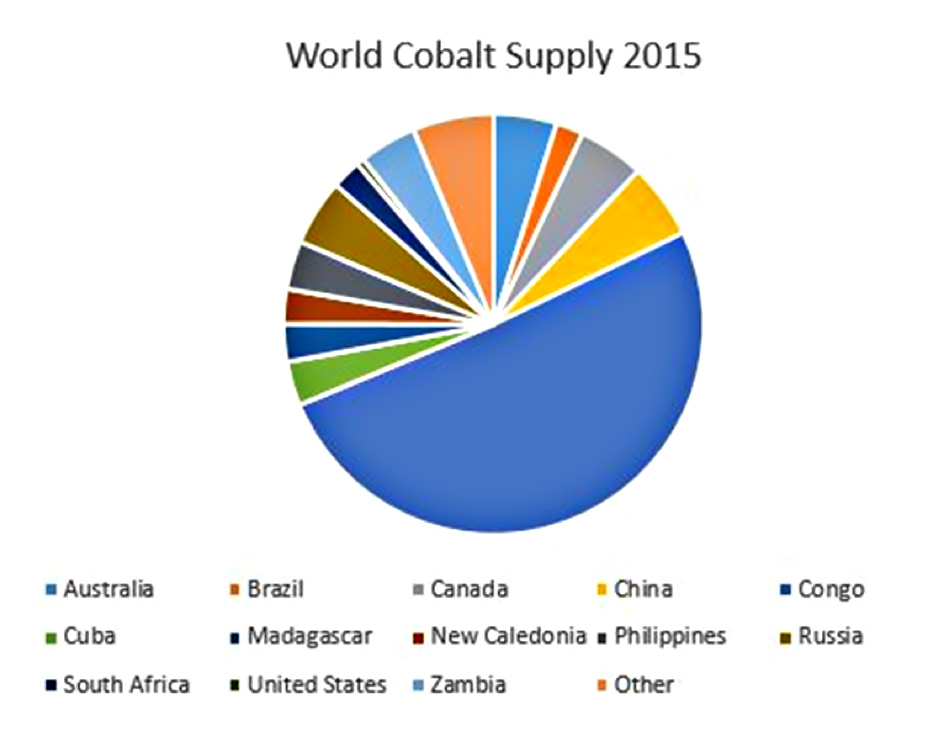 World Cobalt Supply 2015
Australia Brazil Canada China Congo
Cuba Madagascar New Caledonia Philippines Russia
South Africa United States Zambia Other